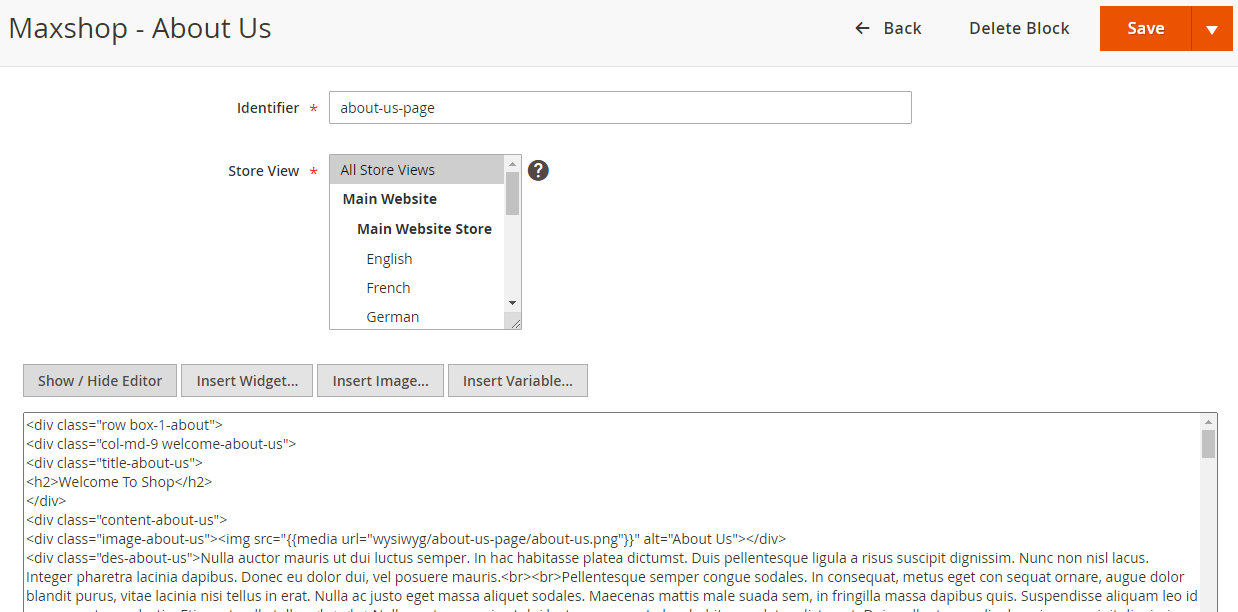 Maxshop - About Us
← Back
Delete Block
Save
Identifier *
about-us-page
Store View *
All Store Views
?
Main Website
Main Website Store
English
French
German
Show / Hide Editor
Insert Widget...
Insert Image...
Insert Variable...
<div class="row box-1-about">
<div class="col-md-9 welcome-about-us">
<div class="title-about-us">
<h2>Welcome To Shop</h2>
</div>
<div class="content-about-us">
<div class="image-about-us"><img src="{{media url="wysiwyg/about-us-page/about-us.png"}}" alt="About Us"></div>
<div class="des-about-us">Nulla auctor mauris ut dui luctus semper. In hac habitasse platea dictumst. Duis pellentesque ligula a risus suscipit dignissim. Nunc non nisl lacus.
Integer pharetra lacinia dapibus. Donec eu dolor dui, vel posuere mauris.<br><br>Pellentesque semper congue sodales. In consequat, metus eget con sequat ornare, augue dolor
blandit purus, vitae lacinia nisi tellus in erat. Nulla ac justo eget massa aliquet sodales. Maecenas mattis male suada sem, in fringilla massa dapibus quis. Suspendisse aliquam leo id